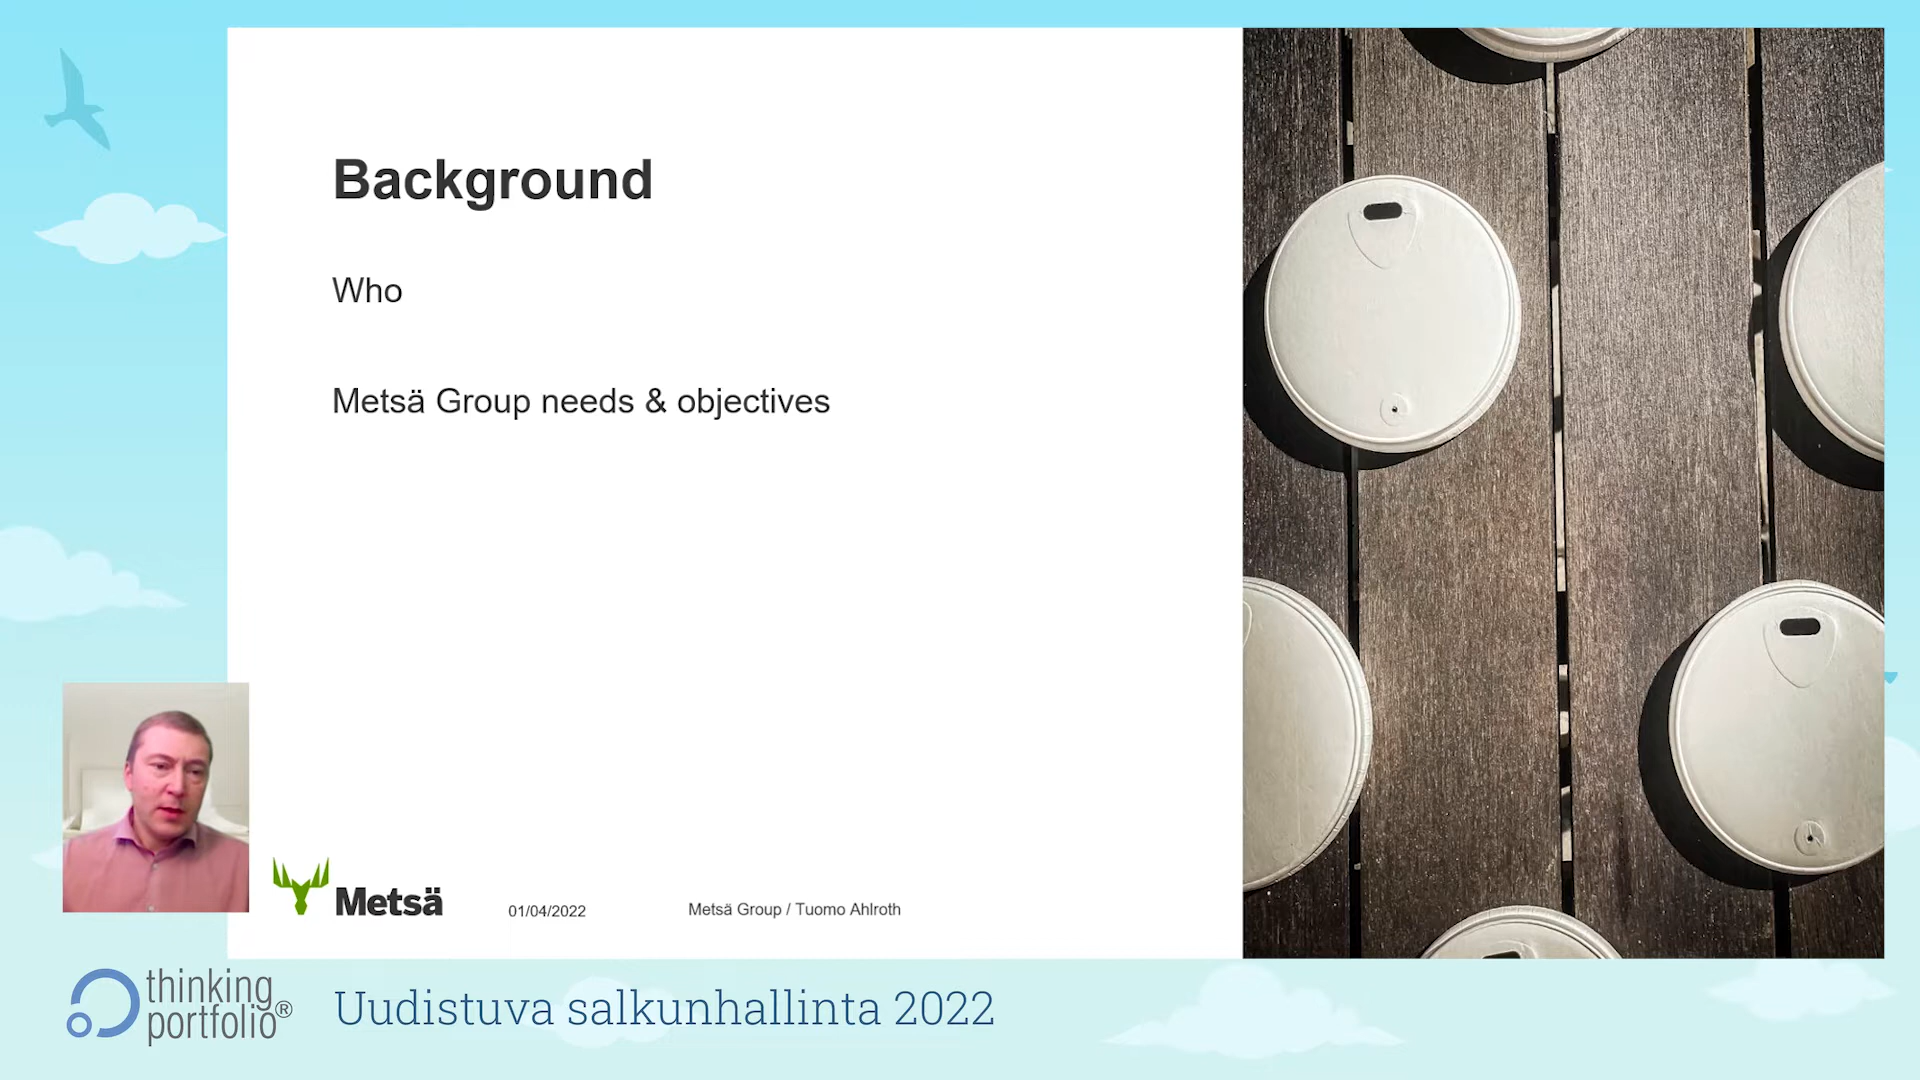 Background
Who
Metsä Group needs & objectives
Metsä
01/04/2022
Metsä Group / Tuomo Ahlroth
thinking
portfolio®
Uudistuva salkunhallinta 2022